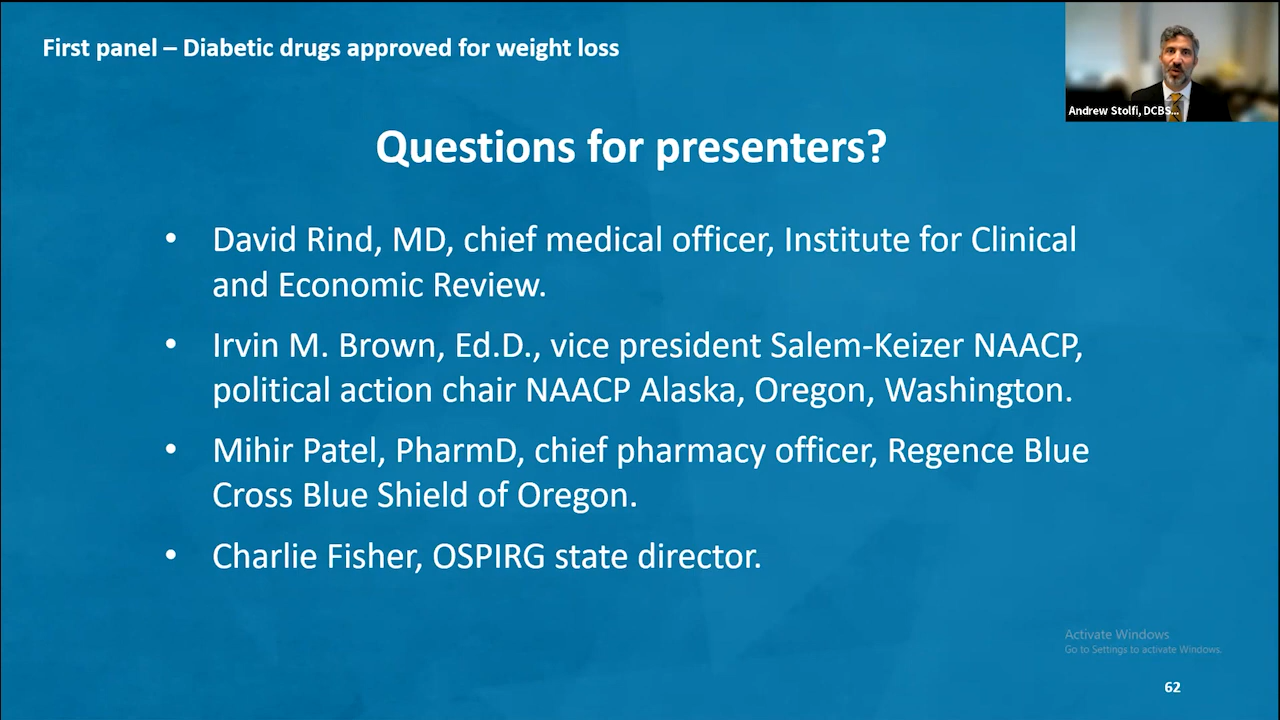 First panel – Diabetic drugs approved for weight loss
Andrew Stolfi, DCBS...
Questions for presenters?
• David Rind, MD, chief medical officer, Institute for Clinical
and Economic Review.
• Irvin M. Brown, Ed.D., vice president Salem-Keizer NAACP,
political action chair NAACP Alaska, Oregon, Washington.
• Mihir Patel, PharmD, chief pharmacy officer, Regence Blue
Cross Blue Shield of Oregon.
• Charlie Fisher, OSPIRG state director.
Activate Windows
Go to Settings to activate Windows.
62